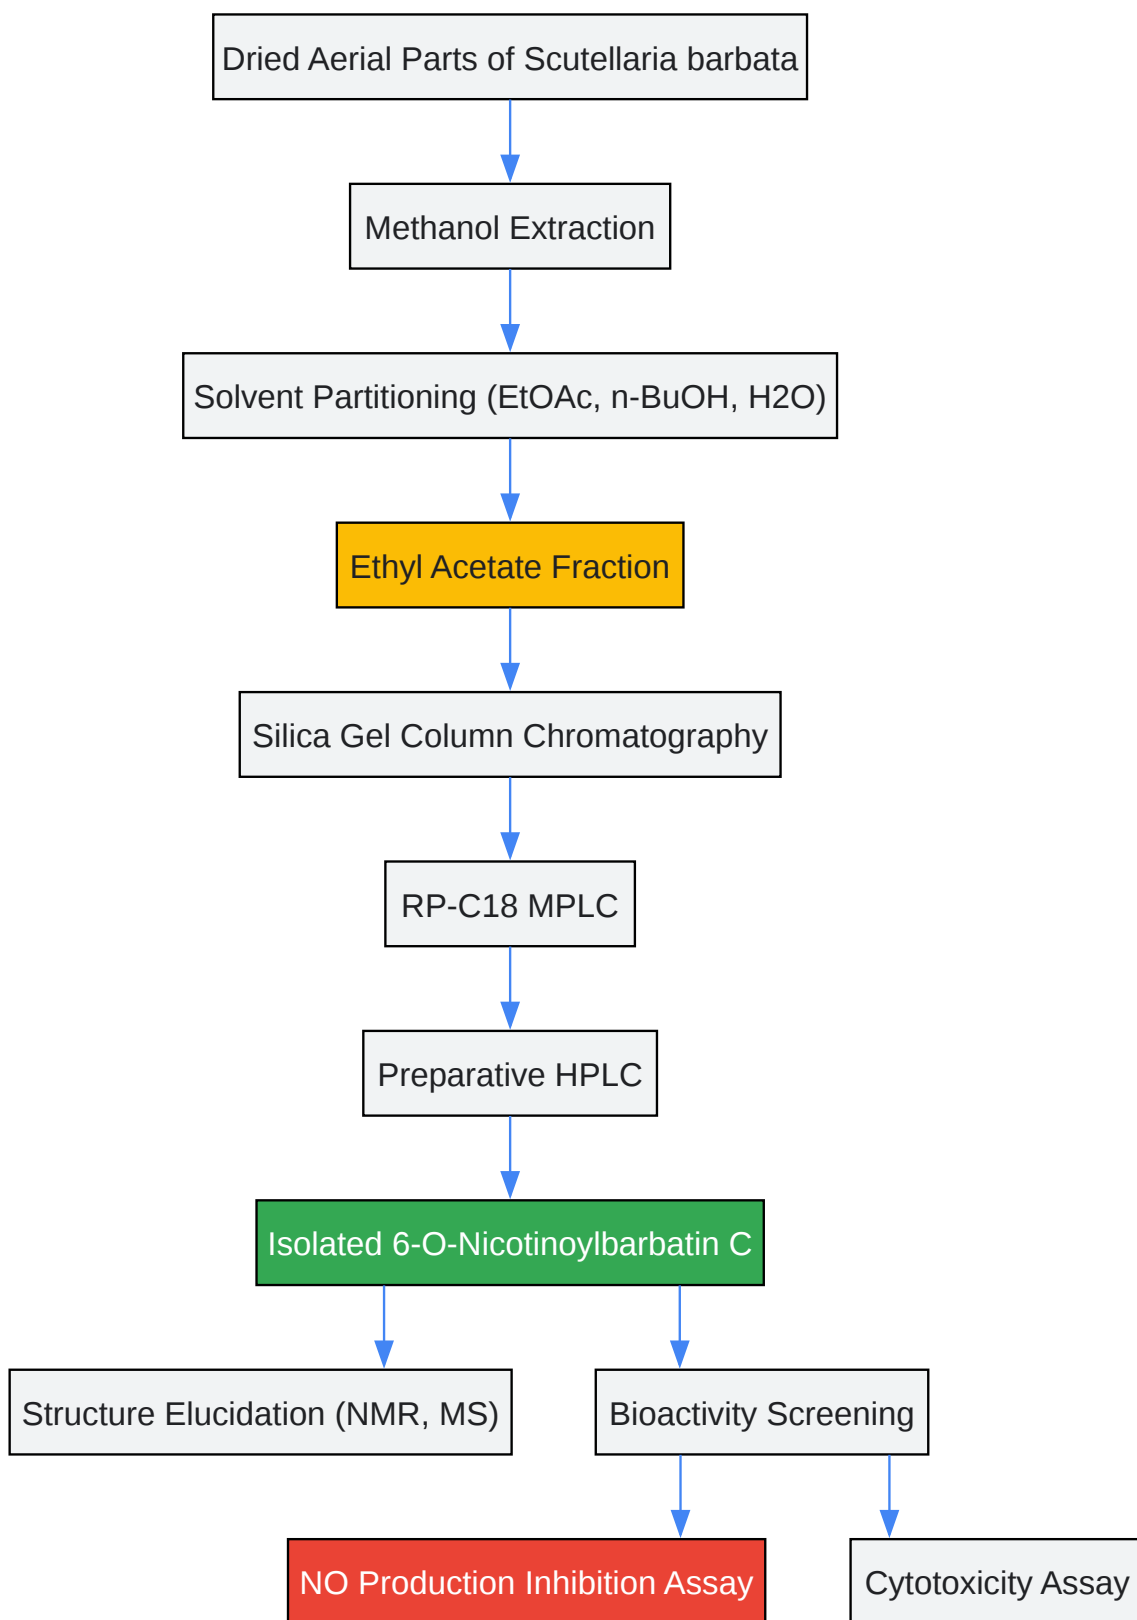 Dried Aerial Parts of Scutellaria barbata
Methanol Extraction
Solvent Partitioning (EtOAc, n-BuOH, H2O)
Ethyl Acetate Fraction
Silica Gel Column Chromatography
RP-C18 MPLC
Preparative HPLC
Isolated 6-O-Nicotinoylbarbatin C
Structure Elucidation (NMR, MS)
Bioactivity Screening
NO Production Inhibition Assay
Cytotoxicity Assay